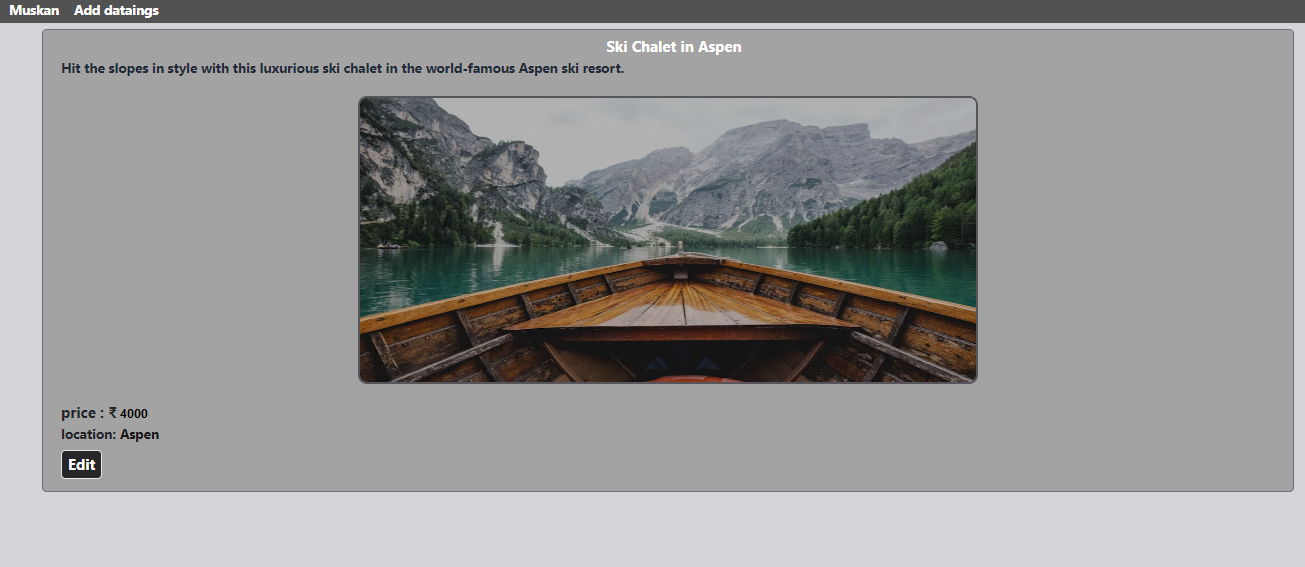 Muskan Add dataings
Ski Chalet in Aspen
Hit the slopes in style with this luxurious ski chalet in the world-famous Aspen ski resort.
price : ₹ 4000
location: Aspen
Edit